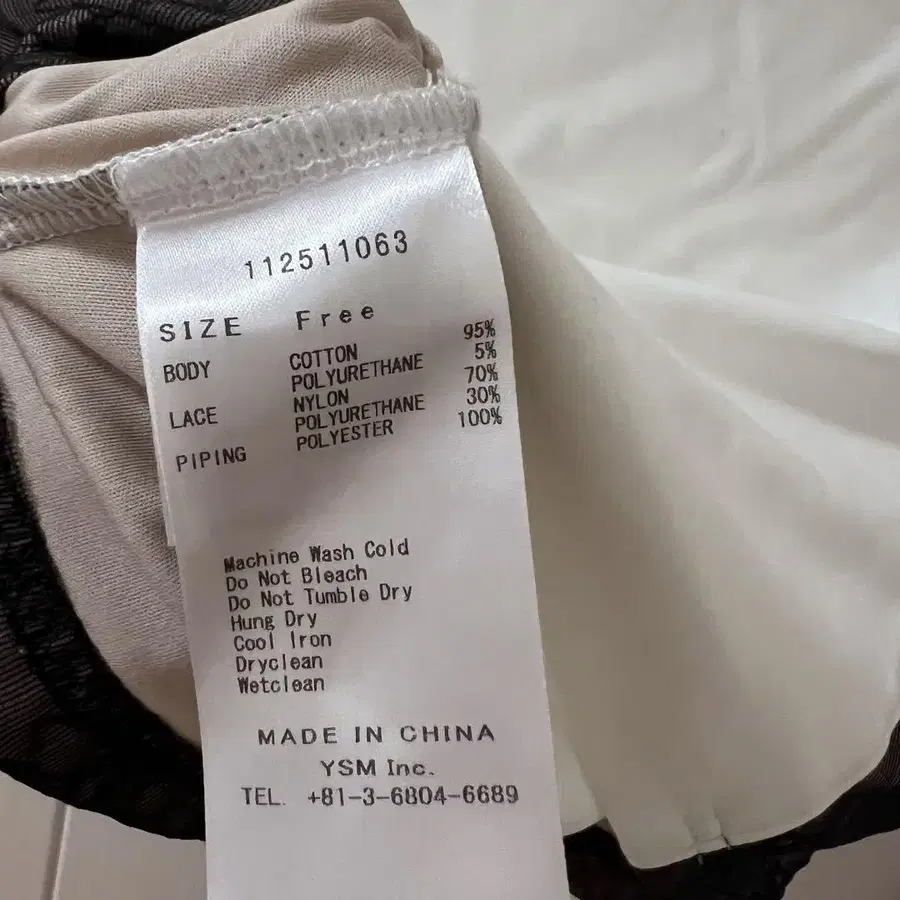 112511063
SIZE Free
BODY COTTON 95%
POLYURETHANE 5%
LACE NYLON 70%
POLYURETHANE 30%
PIPING POLYESTER 100%
Machine Wash Cold
Do Not Bleach
Do Not Tumble Dry
Hung Dry
Cool Iron
Dryclean
Wetclean
MADE IN CHINA
YSM Inc.
TEL. +81-3-6804-6689